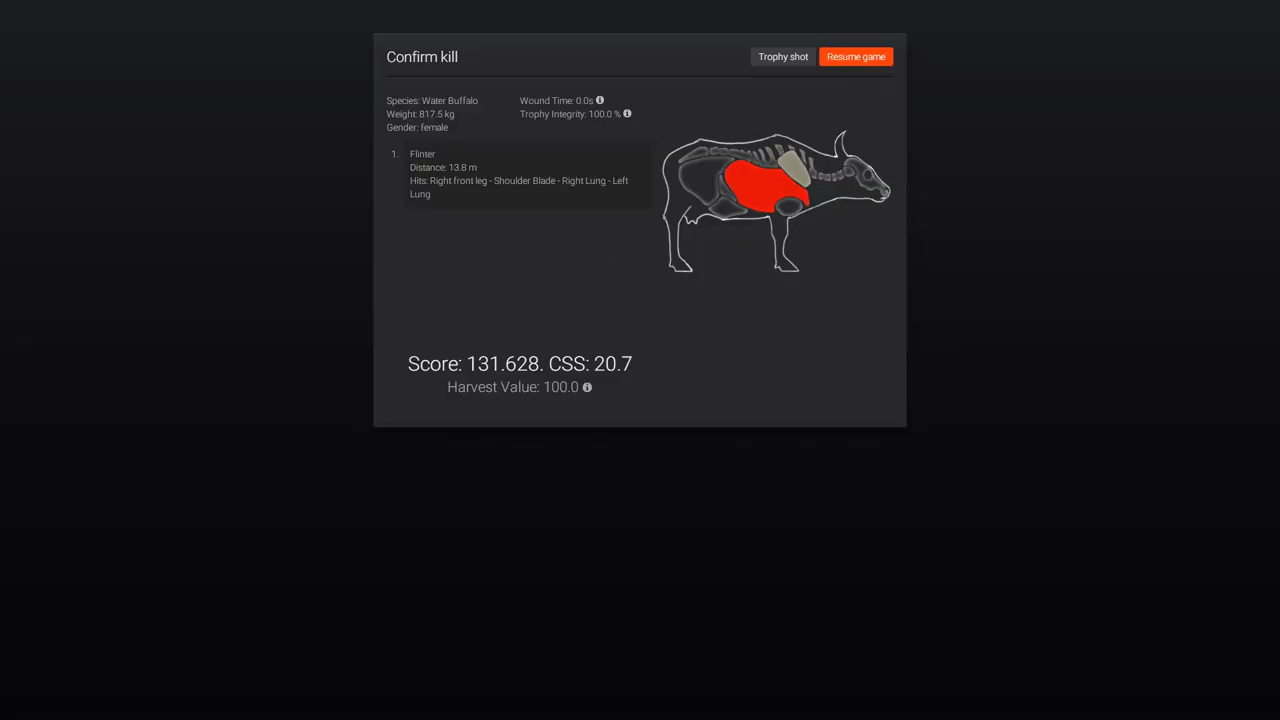 Confirm kill
Trophy shot
Resume game
Species: Water Buffalo
Weight: 817.5 kg
Gender: female
Wound Time: 0.0s
Trophy Integrity: 100.0 %
1. Flinter
Distance: 13.8 m
Hits: Right front leg - Shoulder Blade - Right Lung - Left
Lung
Score: 131.628. CSS: 20.7
Harvest Value: 100.0